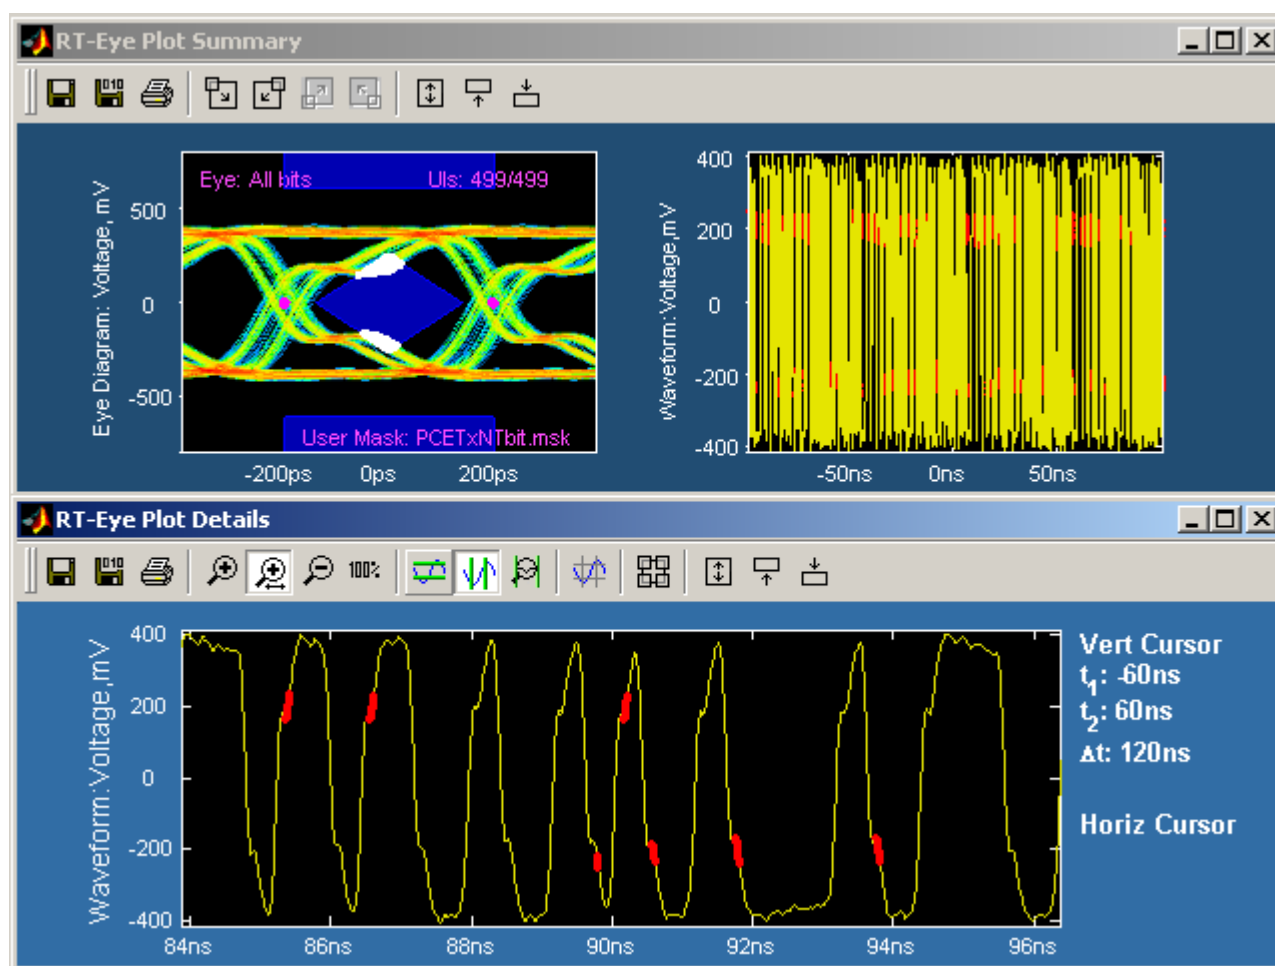 RT-Eye Plot Summary
Eye Diagram: Voltage, mV
500
0
-500
Eye: All bits
UIs: 499/499
User Mask: PCETxNTbit.msk
-200ps
0ps
200ps
Waveform:Voltage,mV
400
200
0
-200
-400
-50ns
0ns
50ns
RT-Eye Plot Details
100%
Waveform:Voltage,mV
400
200
0
-200
-400
84ns
86ns
88ns
90ns
92ns
94ns
96ns
Vert Cursor
t1: -60ns
t2: 60ns
Δt: 120ns
Horiz Cursor